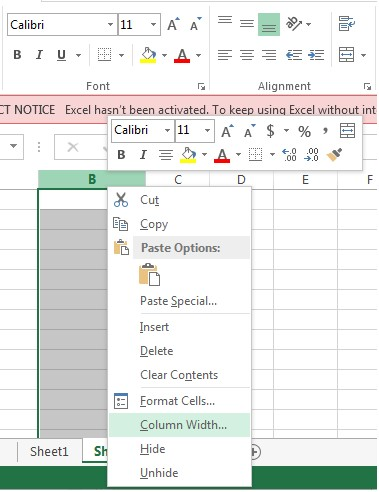 Calibri 11 A A
B I U A
Font Alignment
CT NOTICE Excel hasn't been activated. To keep using Excel without int
Calibri 11 A A $ % ,
B I A .0 .00 .00 .0
B C D E F
Cut
Copy
Paste Options:
Paste Special...
Insert
Delete
Clear Contents
Format Cells...
Column Width...
Hide
Unhide
Sheet1 Sh